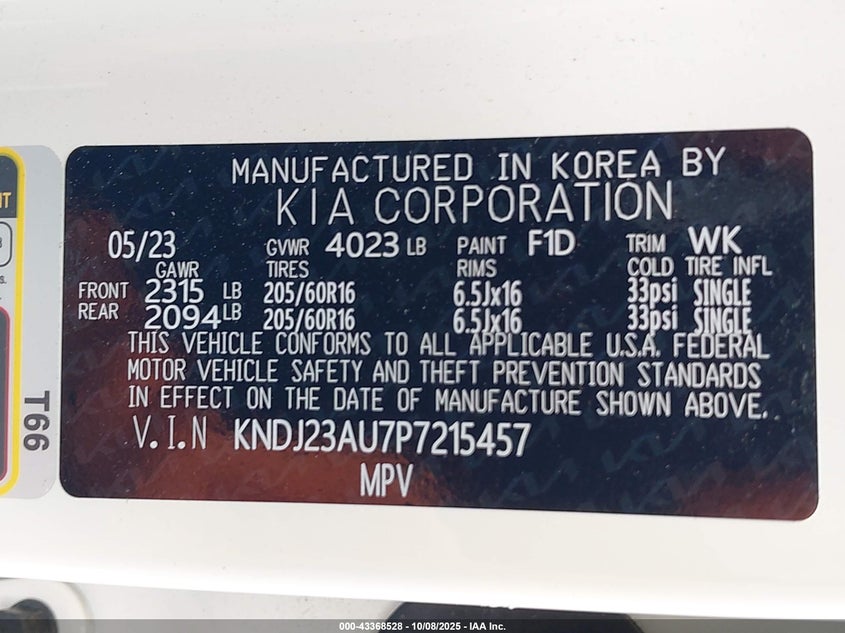 MANUFACTURED IN KOREA BY
KIA CORPORATION
05/23 GVWR 4023 LB PAINT F1D TRIM WK
GAWR TIRES RIMS COLD TIRE INFL
FRONT 2315 LB 205/60R16 6.5Jx16 33psi SINGLE
REAR 2094 LB 205/60R16 6.5Jx16 33psi SINGLE
THIS VEHICLE CONFORMS TO ALL APPLICABLE U.S.A. FEDERAL
MOTOR VEHICLE SAFETY AND THEFT PREVENTION STANDARDS
IN EFFECT ON THE DATE OF MANUFACTURE SHOWN ABOVE.
V.I.N KNDJ23AU7P7215457
MPV
T66
000-43368528 - 10/08/2025 - IAA Inc.